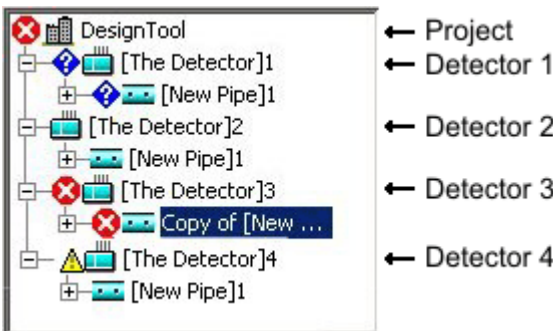 DesignTool ← Project
[The Detector]1 ← Detector 1
[New Pipe]1
[The Detector]2 ← Detector 2
[New Pipe]1
[The Detector]3 ← Detector 3
Copy of [New ...
[The Detector]4 ← Detector 4
[New Pipe]1